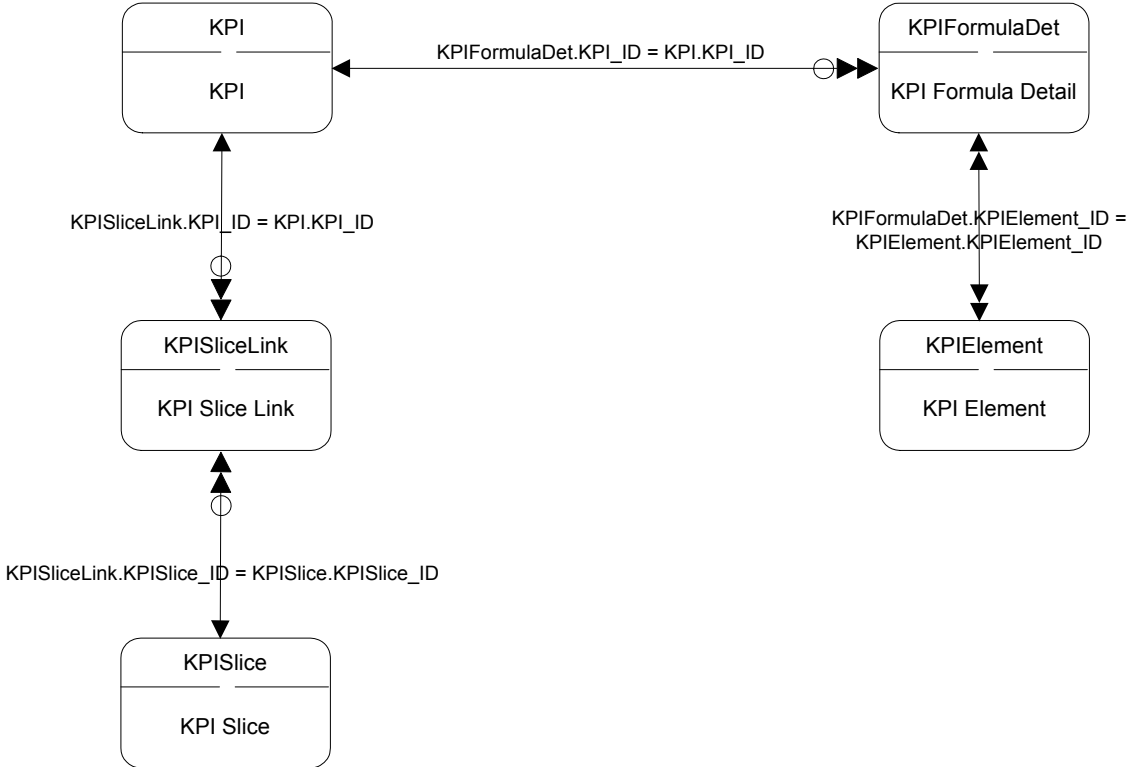 KPI
KPI
KPIFormulaDet.KPI_ID = KPI.KPI_ID
KPIFormulaDet
KPI Formula Detail
KPISliceLink.KPI_ID = KPI.KPI_ID
KPIFormulaDet.KPIElement_ID =
KPIElement.KPIElement_ID
KPISliceLink
KPI Slice Link
KPIElement
KPI Element
KPISliceLink.KPISlice_ID = KPISlice.KPISlice_ID
KPISlice
KPI Slice